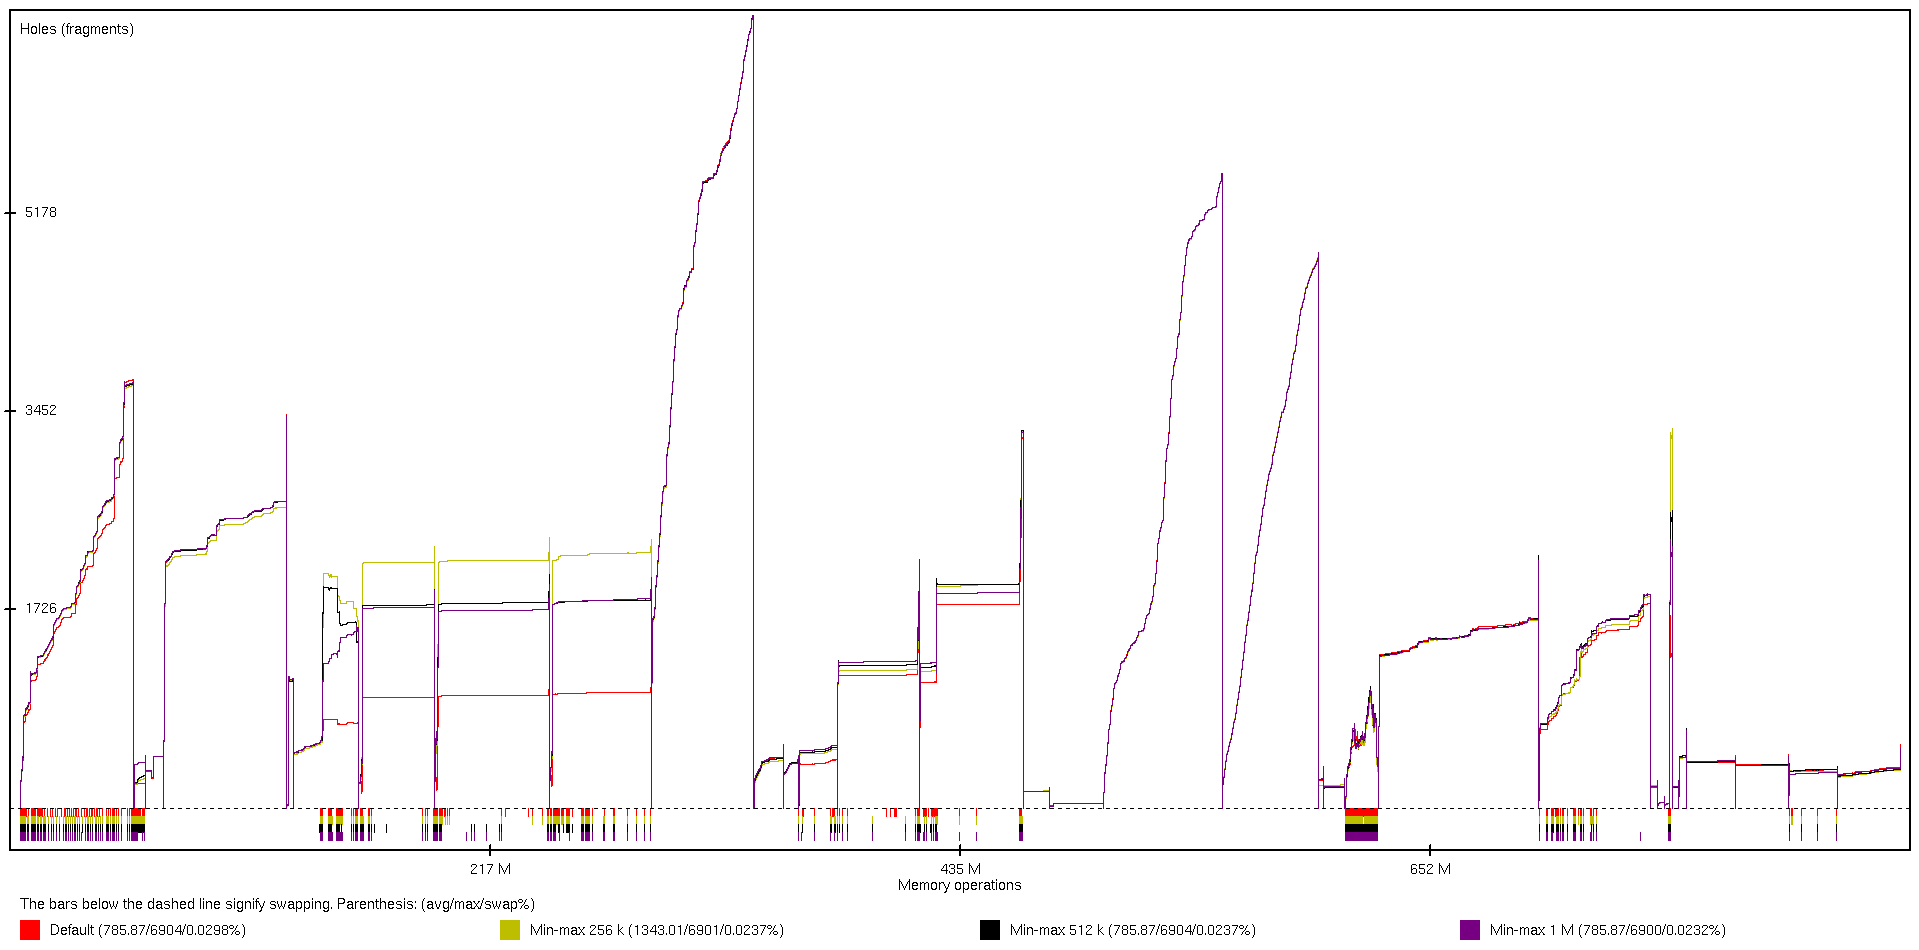 Holes (fragments)
5178
3452
1726
217 M
435 M
652 M
Memory operations
The bars below the dashed line signify swapping. Parenthesis: (avg/max/swap%)
Default (785.87/6904/0.0298%)
Min-max 256 k (1343.01/6901/0.0237%)
Min-max 512 k (785.87/6904/0.0237%)
Min-max 1 M (785.87/6900/0.0232%)